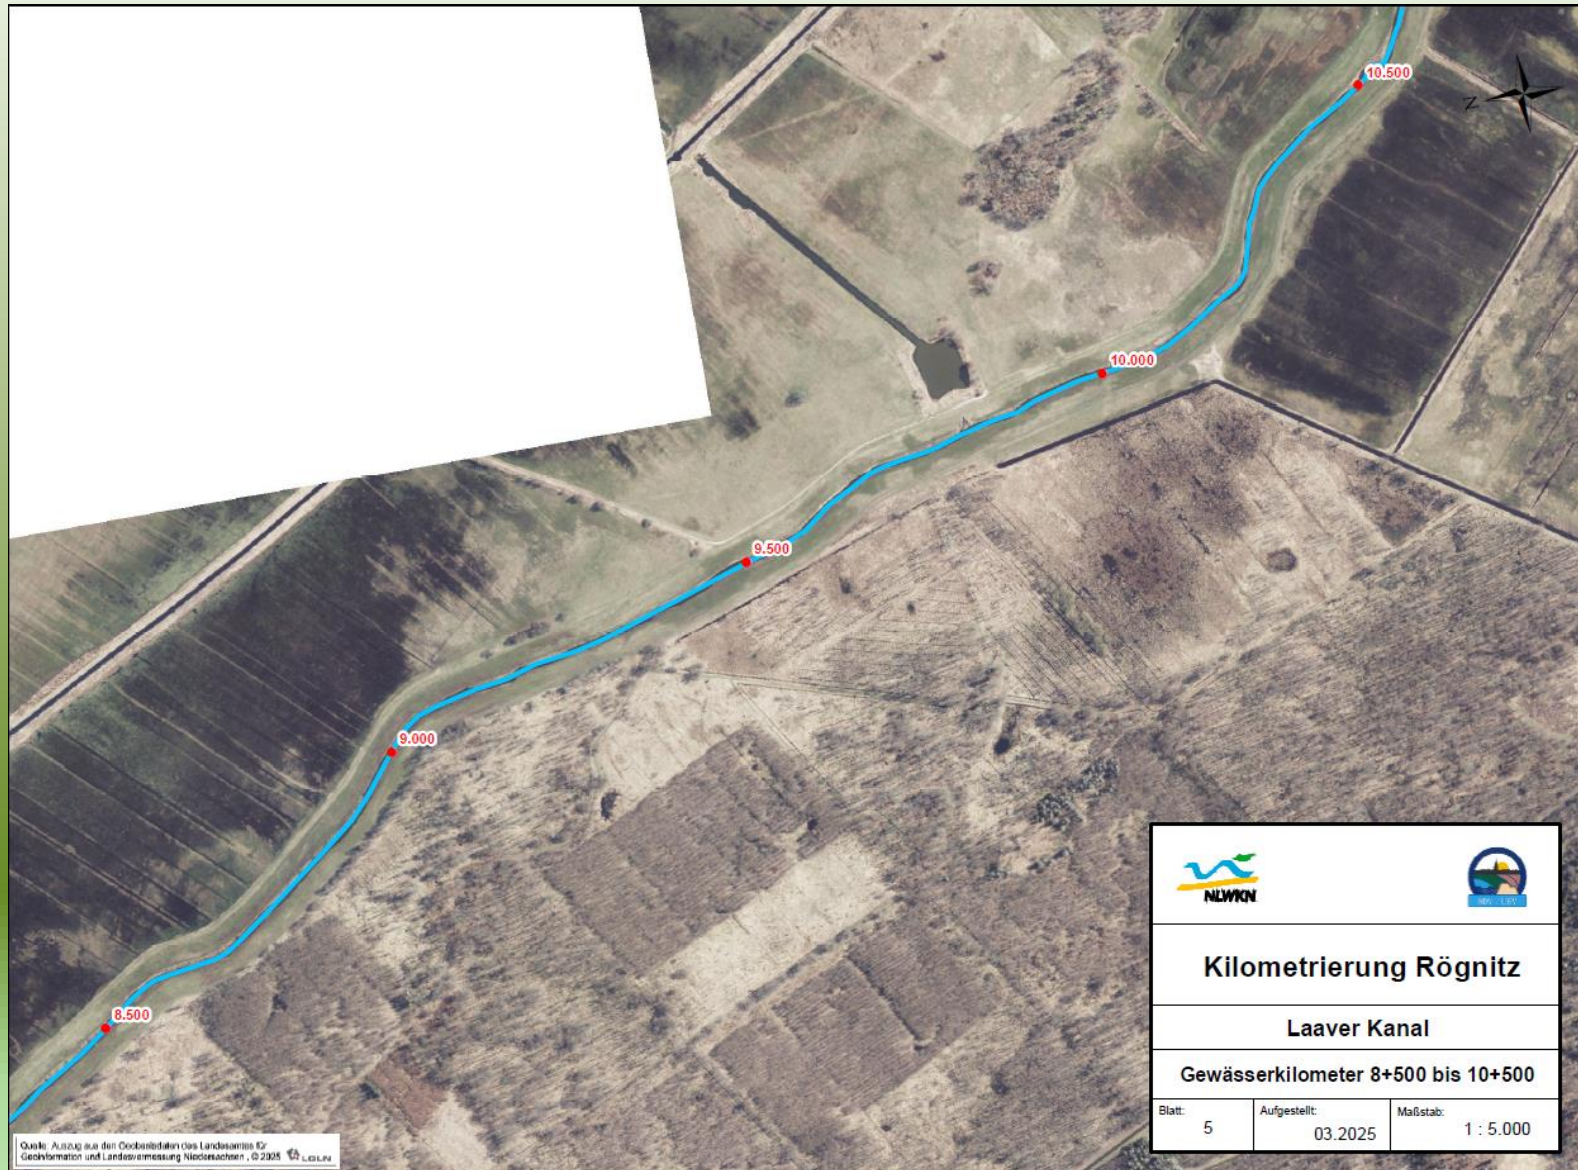 10.500
N
10.000
9.500
9.000
8.500
NLWKN
Kilometrierung Rögnitz
Laaver Kanal
Gewässerkilometer 8+500 bis 10+500
Blatt: 5
Aufgestellt: 03.2025
Maßstab: 1 : 5.000
Quelle: Auszug aus den Geobasisdaten des Landesamtes für
Geoinformation und Landesvermessung Niedersachsen , © 2025 LGLN